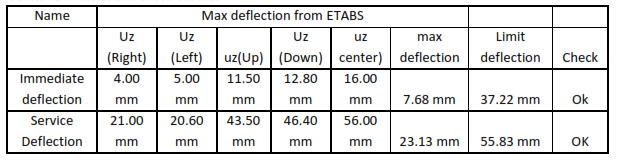 Name Max deflection from ETABS
Uz Uz Uz uz max Limit
(Right) (Left) uz(Up) (Down) center) deflection deflection Check
Immediate 4.00 5.00 11.50 12.80 16.00
deflection mm mm mm mm mm 7.68 mm 37.22 mm Ok
Service 21.00 20.60 43.50 46.40 56.00
Deflection mm mm mm mm mm 23.13 mm 55.83 mm OK